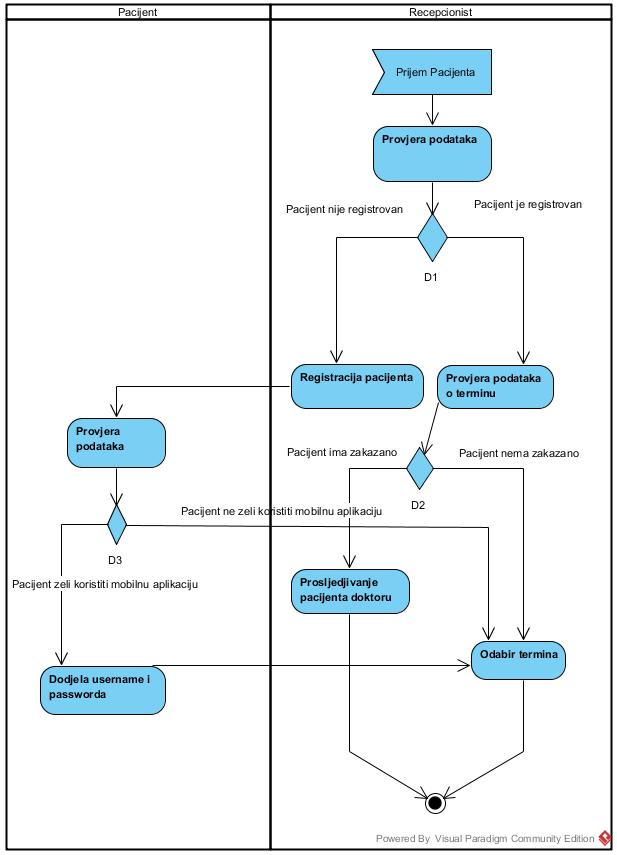 Pacijent
Recepcionist
Prijem Pacijenta
Provjera podataka
Pacijent nije registrovan
Pacijent je registrovan
D1
Registracija pacijenta
Provjera podataka
o terminu
Provjera
podataka
Pacijent ima zakazano
Pacijent nema zakazano
D2
Pacijent ne zeli koristiti mobilnu aplikaciju
D3
Pacijent zeli koristiti mobilnu aplikaciju
Prosljedjivanje
pacijenta doktoru
Odabir termina
Dodjela username i
passworda
Powered By Visual Paradigm Community Edition